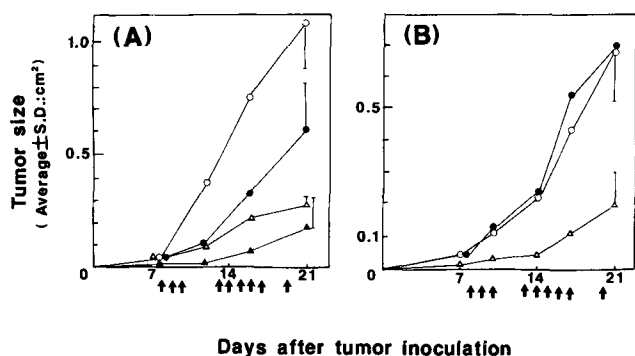 (A)
(B)
1.0
0.5
0
7
14
21
0.5
0.1
0
7
14
21
Tumor size
( Average±S.D.:cm²)
Days after tumor inoculation